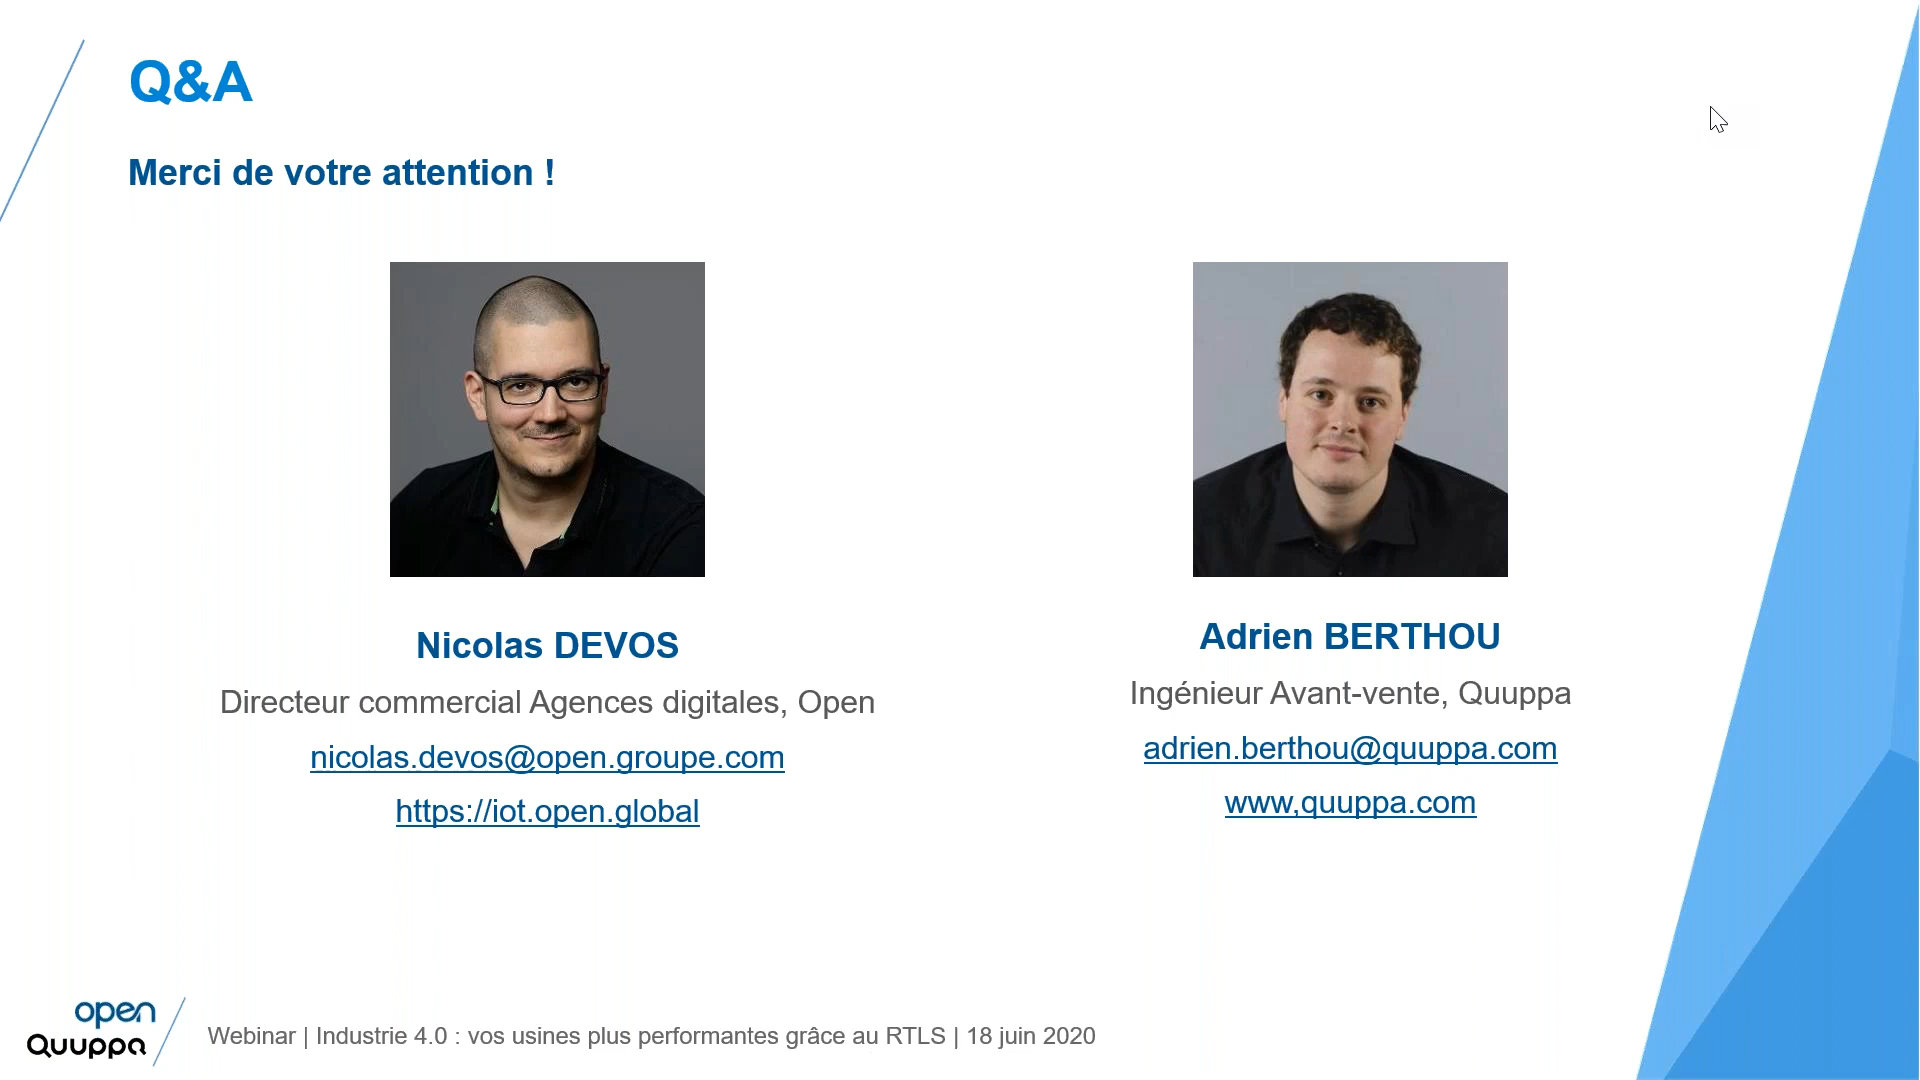 Q&A
Merci de votre attention !
Nicolas DEVOS
Directeur commercial Agences digitales, Open
nicolas.devos@open.groupe.com
https://iot.open.global
Adrien BERTHOU
Ingénieur Avant-vente, Quuppa
adrien.berthou@quuppa.com
www,quuppa.com
open
Quuppa
Webinar | Industrie 4.0 : vos usines plus performantes grâce au RTLS | 18 juin 2020